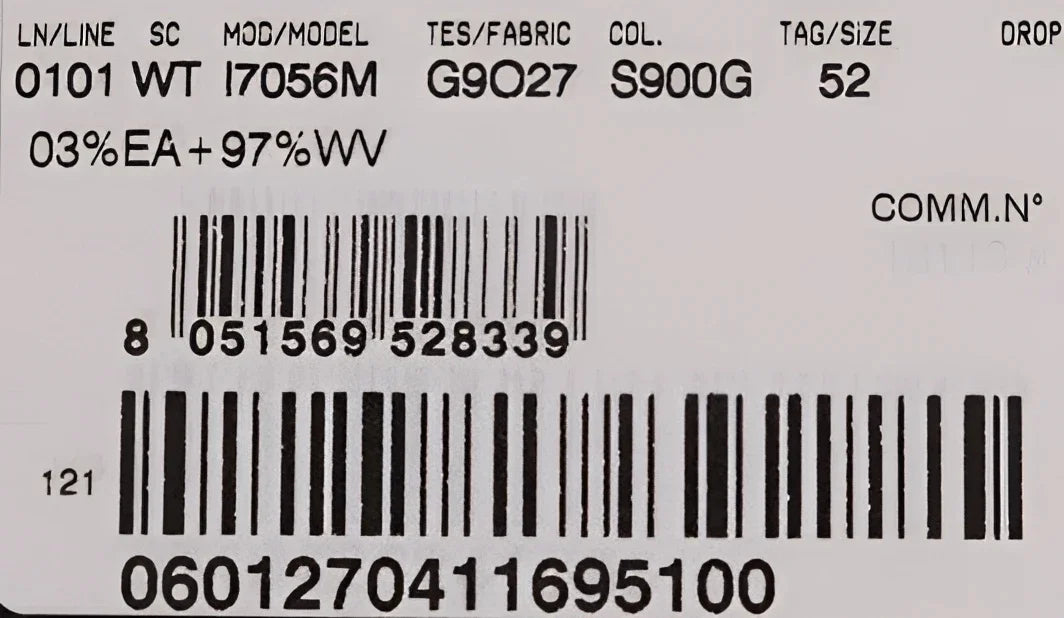 LN/LINE SC MOD/MODEL TES/FABRIC COL. TAG/SIZE DROP
0101 WT I7056M G9O27 S900G 52
03%EA+97%WV
COMM.N°
8 051569 528339
121
0601270411695100